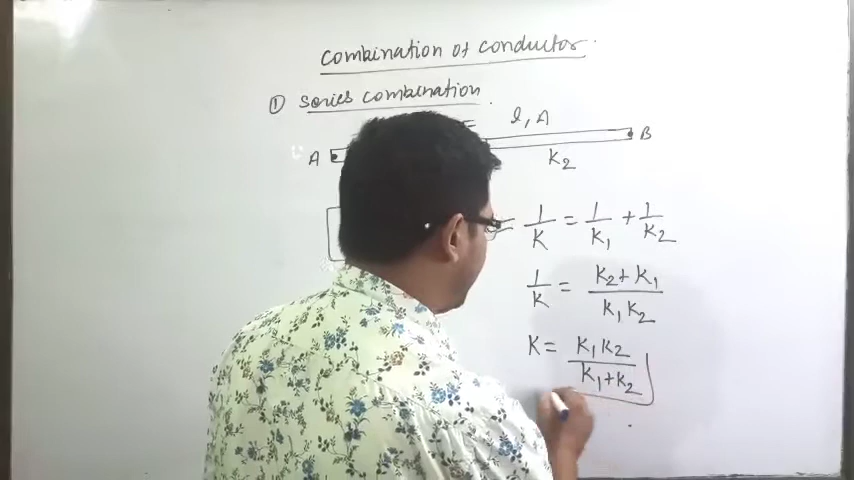 Combination of conductor.
① Series combination
l, A
A B
K₂
1/K = 1/K₁ + 1/K₂
1/K = K₂+K₁/K₁K₂
K = K₁K₂/K₁+K₂